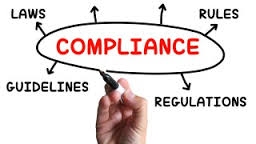 LAWS
RULES
COMPLIANCE
GUIDELINES
REGULATIONS